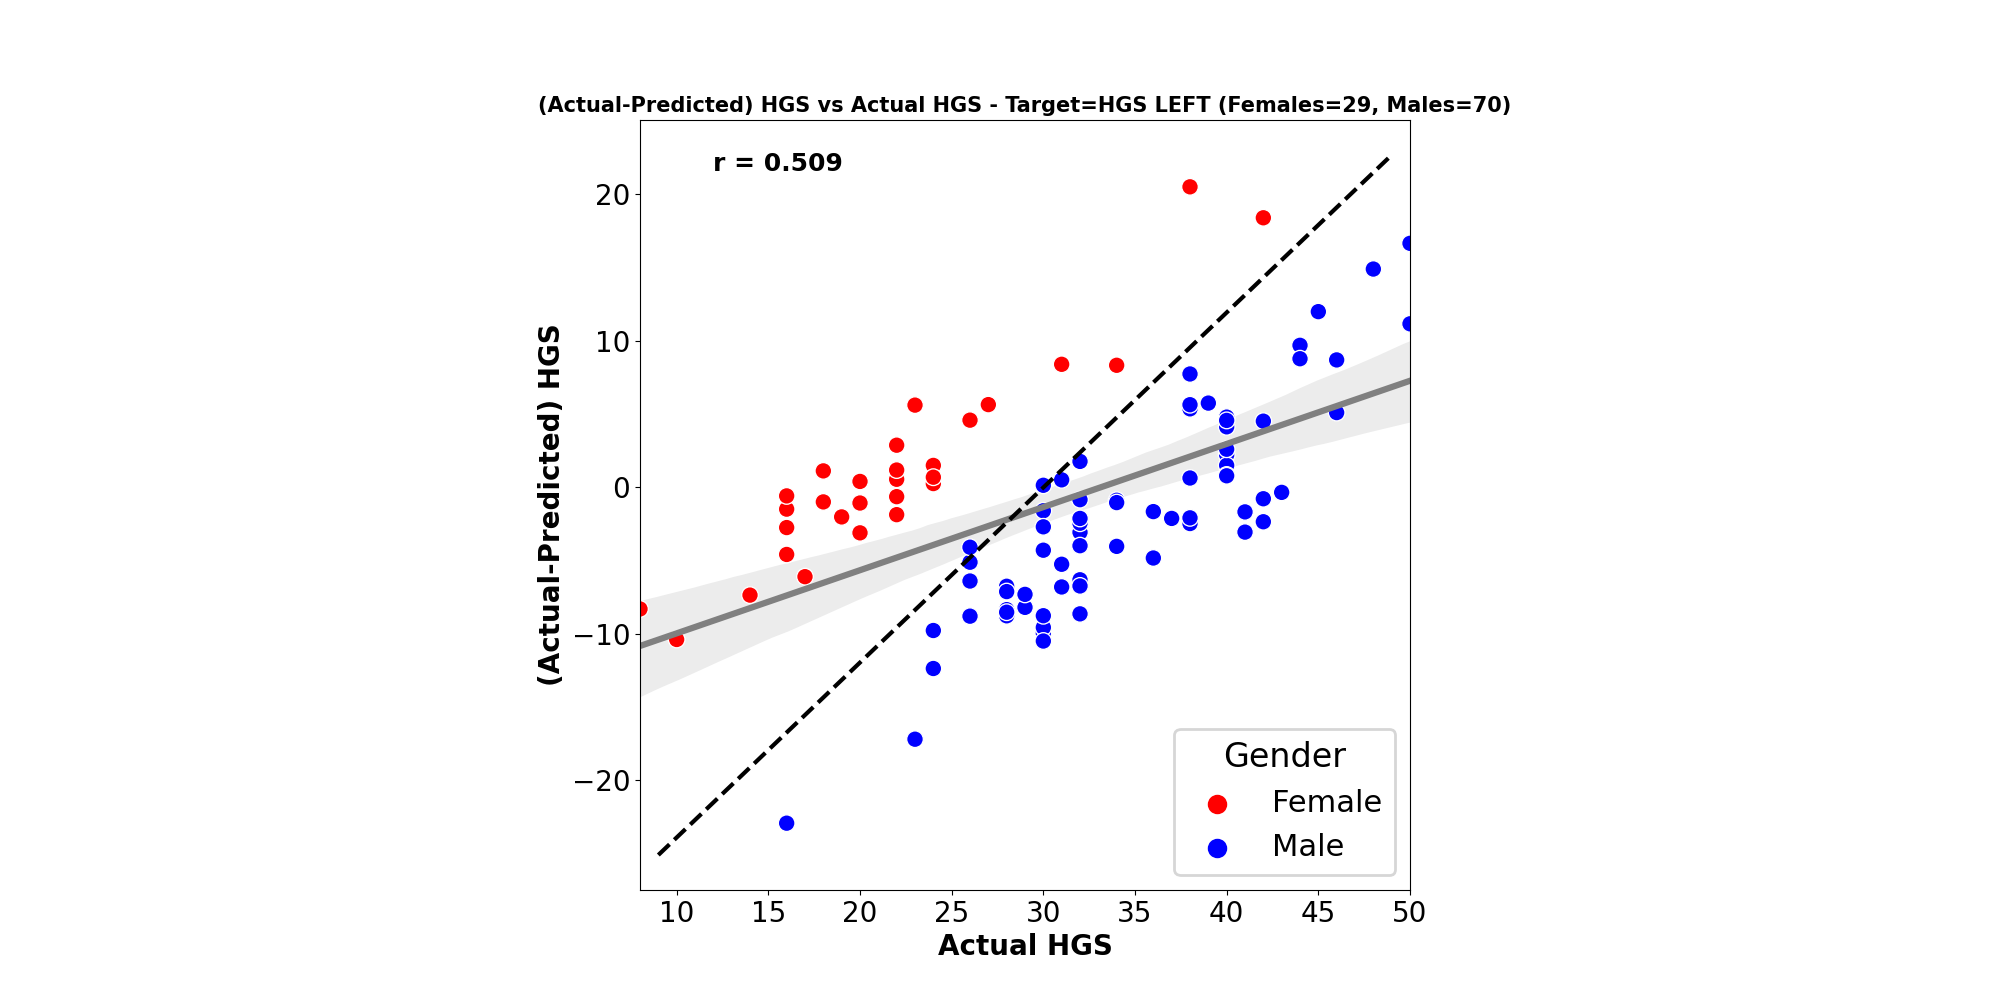 (Actual-Predicted) HGS vs Actual HGS - Target=HGS LEFT (Females=29, Males=70)
r = 0.509
20
10
0
−10
−20
(Actual-Predicted) HGS
Gender
Female
Male
10 15 20 25 30 35 40 45 50
Actual HGS